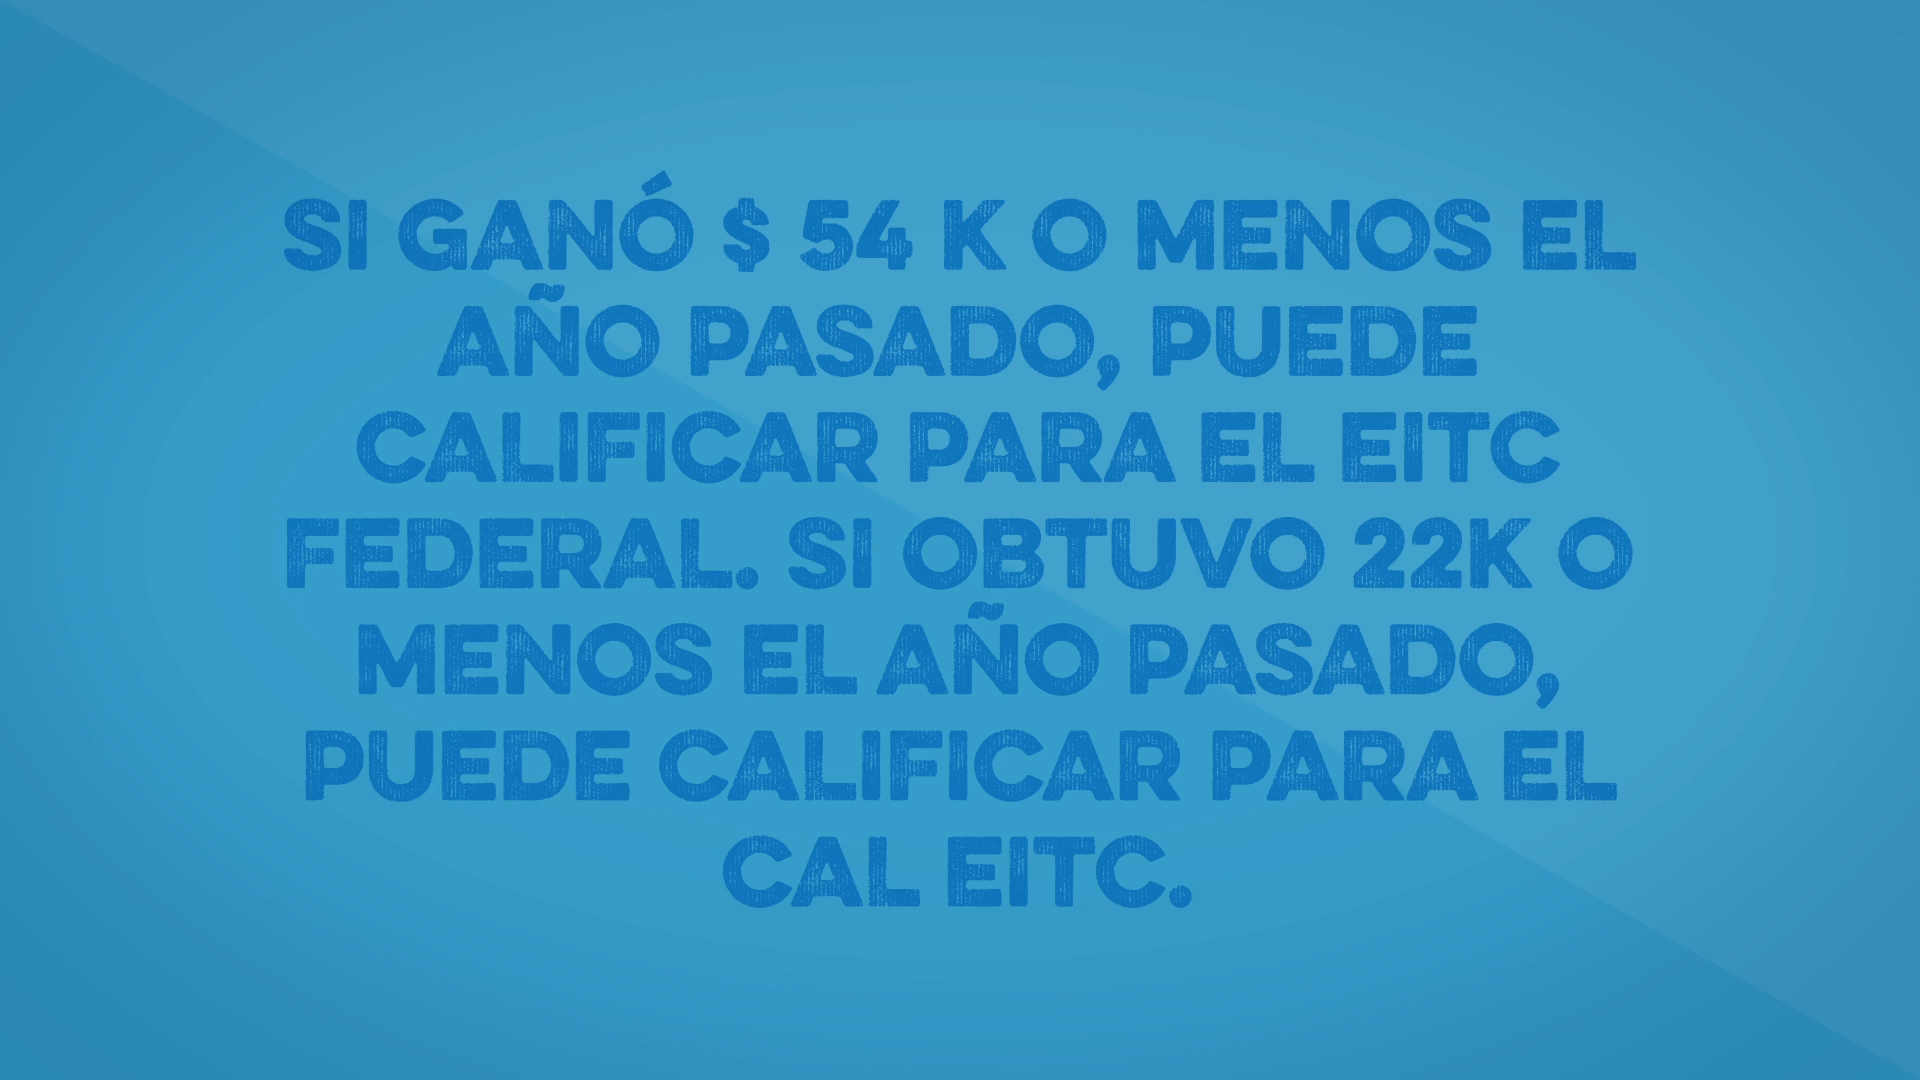 SI GANÓ $ 54 K O MENOS EL
AÑO PASADO, PUEDE
CALIFICAR PARA EL EITC
FEDERAL. SI OBTUVO 22K O
MENOS EL AÑO PASADO,
PUEDE CALIFICAR PARA EL
CAL EITC.